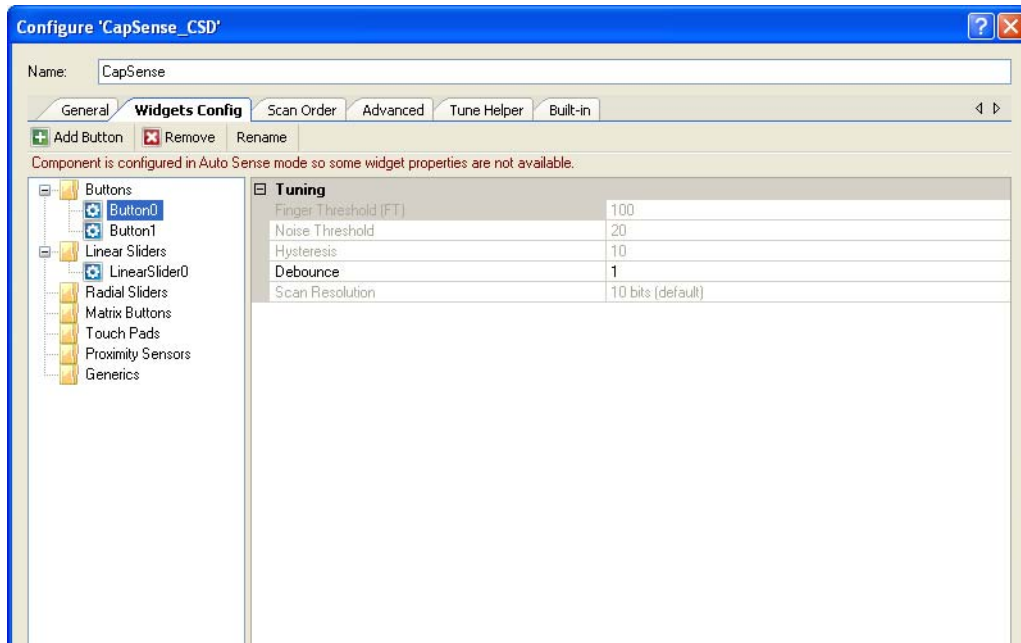 Configure 'CapSense_CSD'
Name: CapSense
General Widgets Config Scan Order Advanced Tune Helper Built-in
Add Button Remove Rename
Component is configured in Auto Sense mode so some widget properties are not available.
Buttons
Button0
Button1
Linear Sliders
LinearSlider0
Radial Sliders
Matrix Buttons
Touch Pads
Proximity Sensors
Generics
Tuning
Finger Threshold (FT) 100
Noise Threshold 20
Hysteresis 10
Debounce 1
Scan Resolution 10 bits (default)